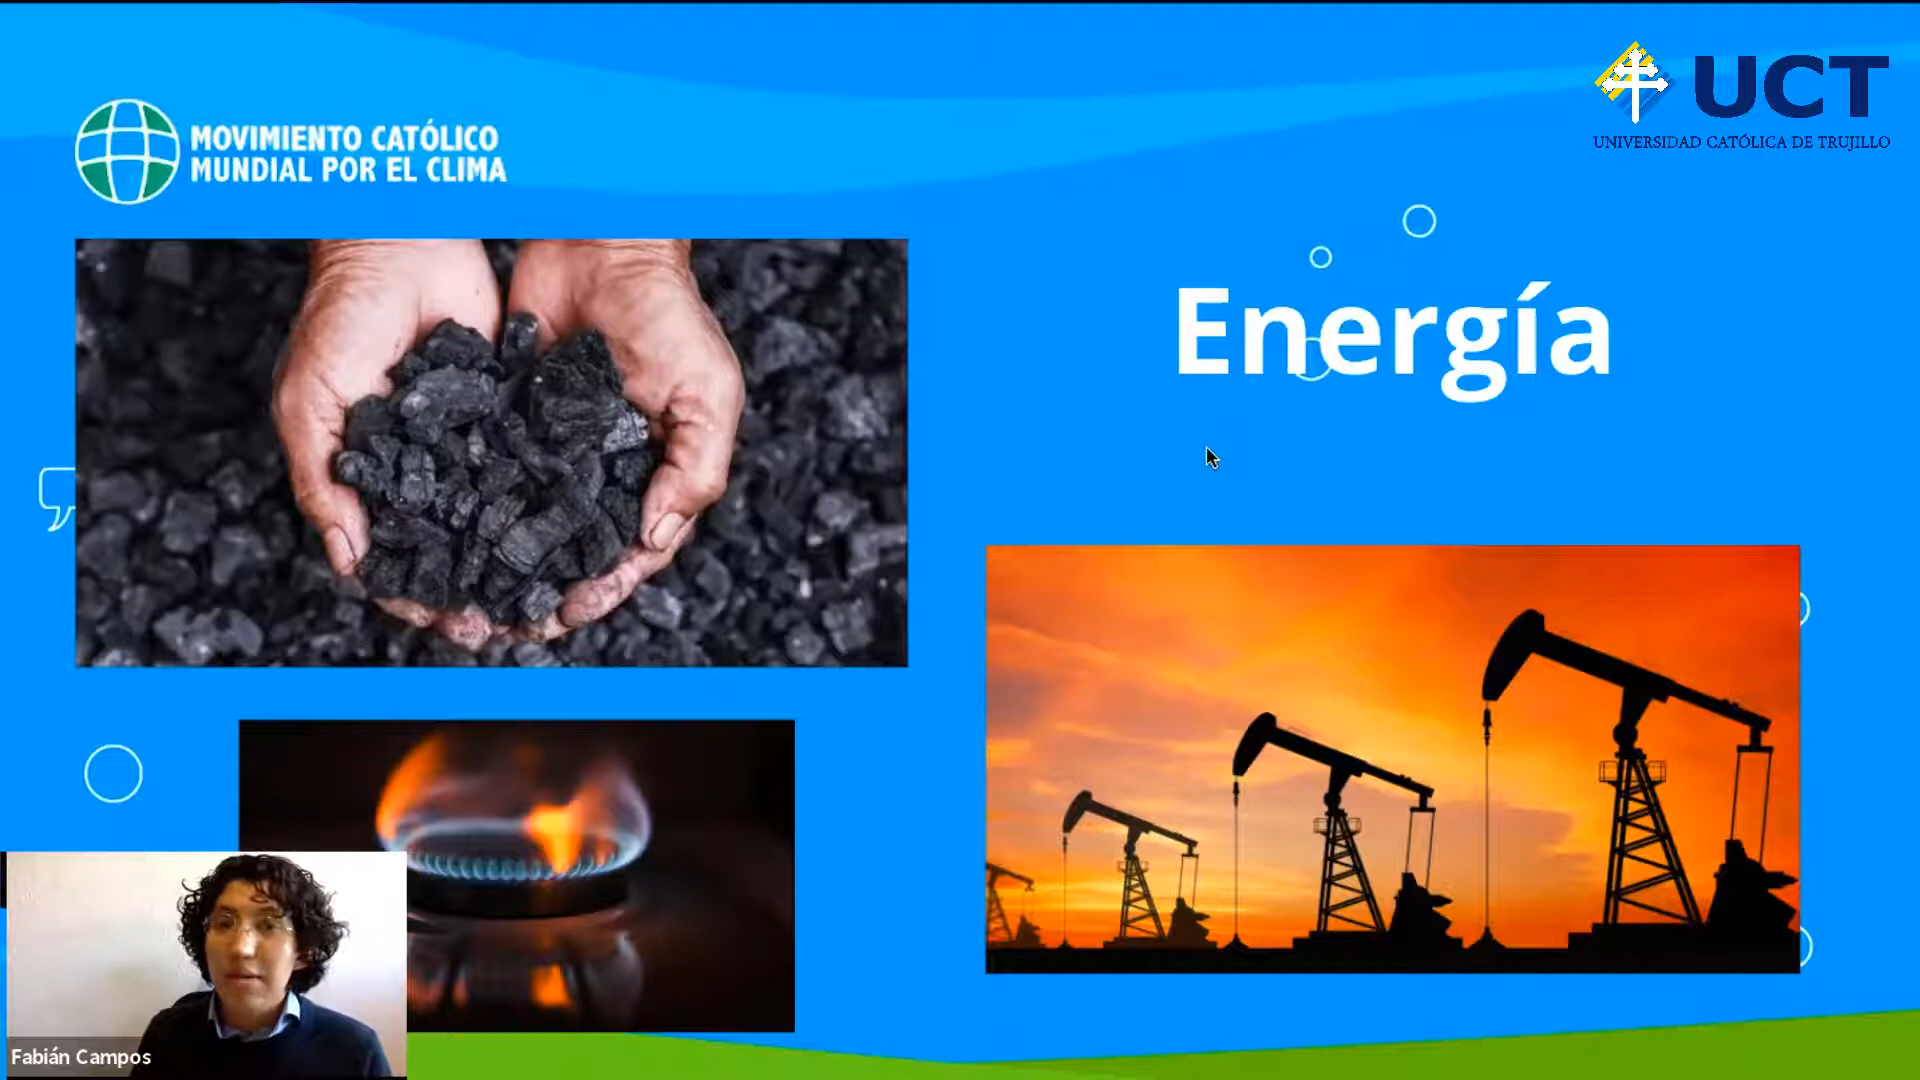 MOVIMIENTO CATÓLICO
MUNDIAL POR EL CLIMA
UCT
UNIVERSIDAD CATÓLICA DE TRUJILLO
Energía
Fabián Campos